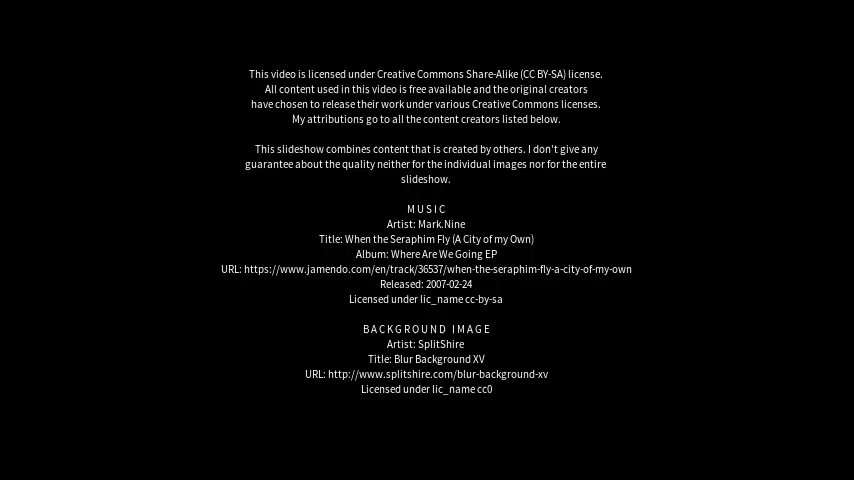 This video is licensed under Creative Commons Share-Alike (CC BY-SA) license.
All content used in this video is free available and the original creators
have chosen to release their work under various Creative Commons licenses.
My attributions go to all the content creators listed below.
This slideshow combines content that is created by others. I don't give any
guarantee about the quality neither for the individual images nor for the entire
slideshow.
MUSIC
Artist: Mark.Nine
Title: When the Seraphim Fly (A City of my Own)
Album: Where Are We Going EP
URL: https://www.jamendo.com/en/track/36537/when-the-seraphim-fly-a-city-of-my-own
Released: 2007-02-24
Licensed under lic_name cc-by-sa
BACKGROUND IMAGE
Artist: SplitShire
Title: Blur Background XV
URL: http://www.splitshire.com/blur-background-xv
Licensed under lic_name cc0